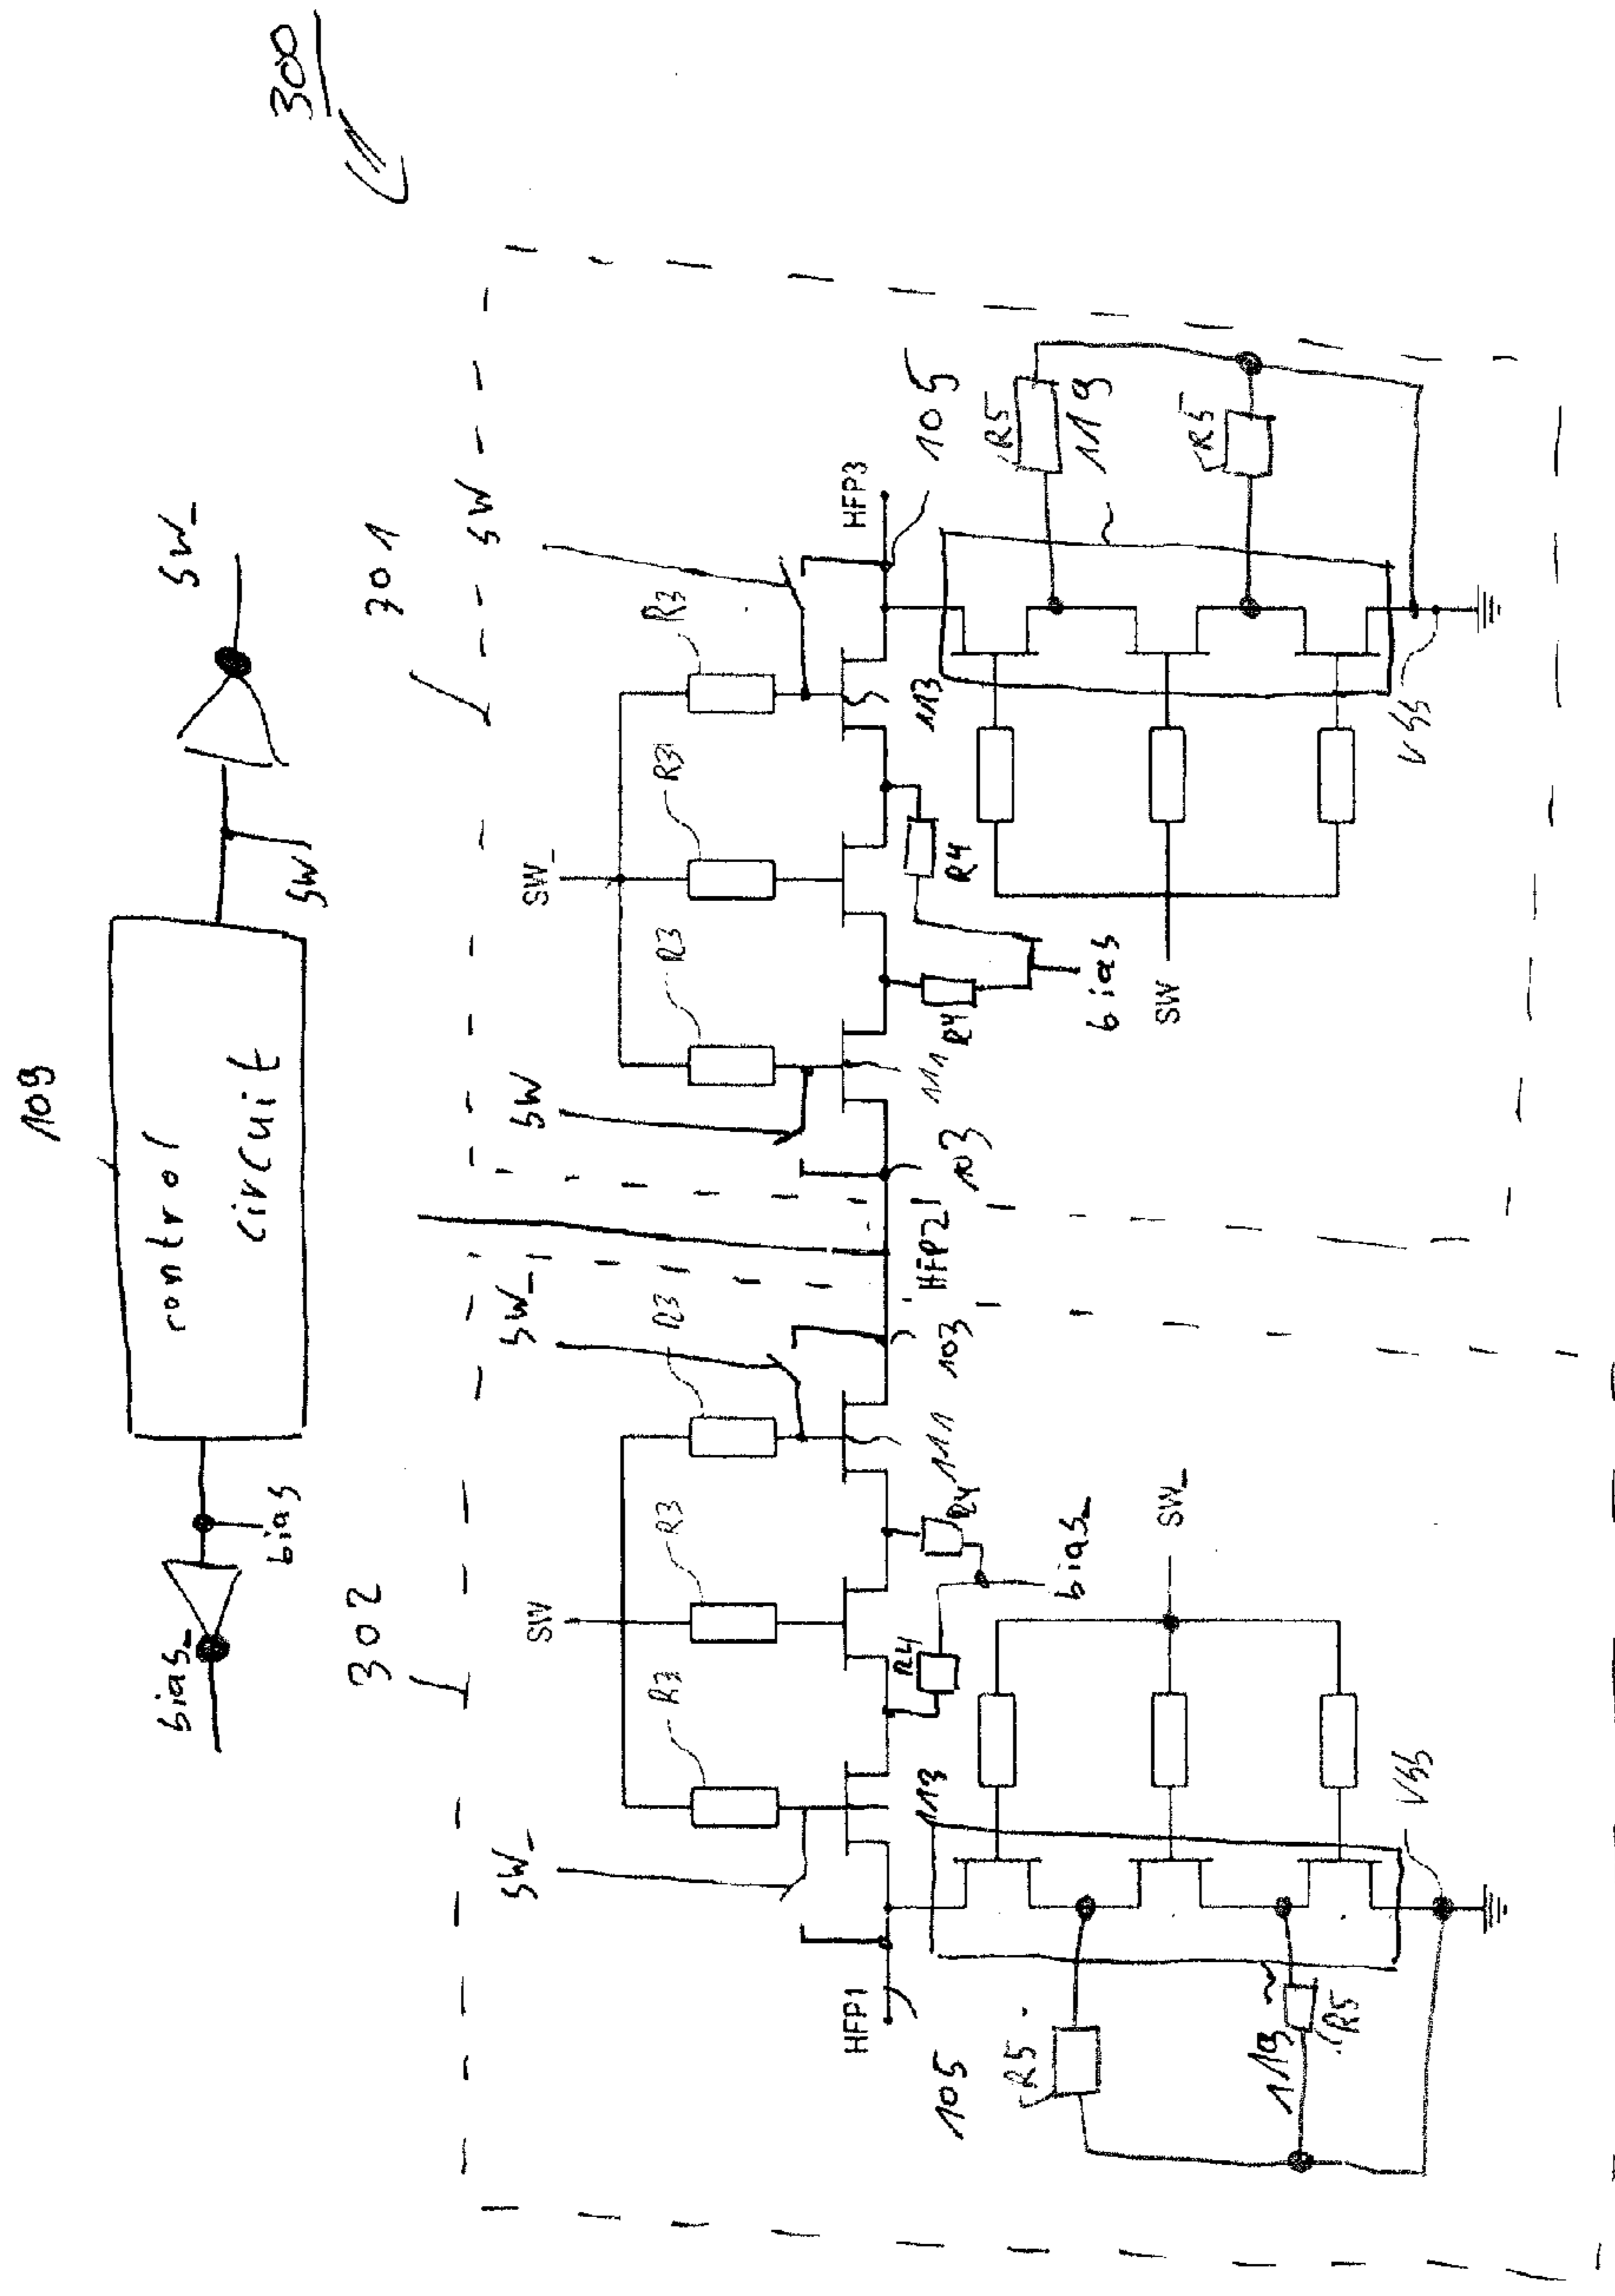 300
109
control
circuit
bias_
bias
SW
SW_
302
301
SW_
SW
SW_
SW
SW_
SW
R3
R3
R3
R3
R3
R3
HFP1
HFP2
HFP3
105
113
R4
R4
111
103
103
111
R4
R4
113
105
bias_
bias
R5
R5
119
R5
119
R5
SW_
SW
VSS
VSS